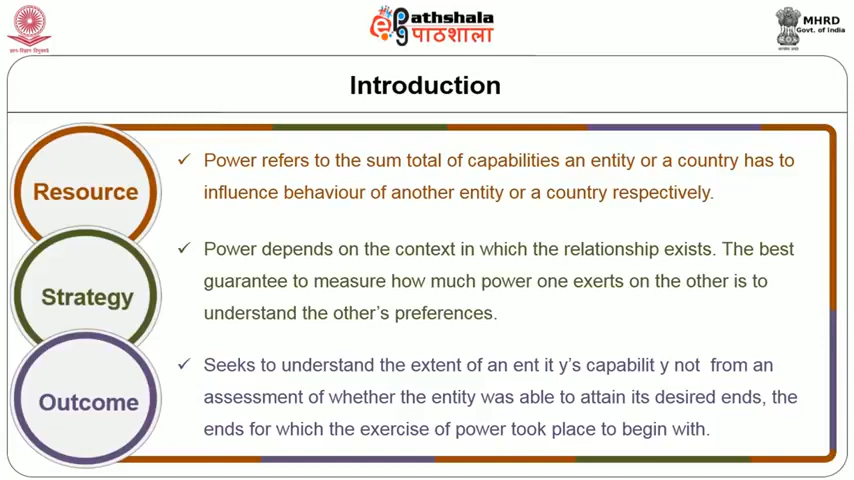 ज्ञान-विज्ञान विमुक्तये
ePathshala
पाठशाला
MHRD
Govt. of India
Introduction
Resource
✓ Power refers to the sum total of capabilities an entity or a country has to
influence behaviour of another entity or a country respectively.
Strategy
✓ Power depends on the context in which the relationship exists. The best
guarantee to measure how much power one exerts on the other is to
understand the other's preferences.
Outcome
✓ Seeks to understand the extent of an ent it y's capabilit y not from an
assessment of whether the entity was able to attain its desired ends, the
ends for which the exercise of power took place to begin with.